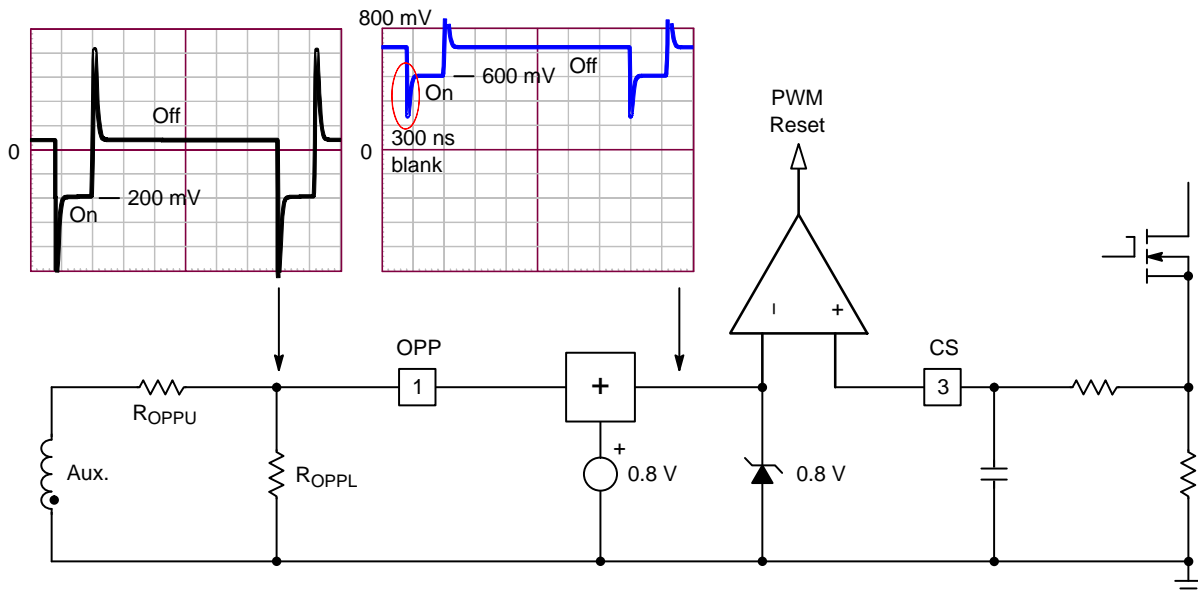 800 mV
Off
0
200 mV
On
600 mV
Off
On
0
300 ns
blank
PWM
Reset
–
+
OPP
1
CS
3
+
ROPPU
Aux.
ROPPL
+
0.8 V
0.8 V